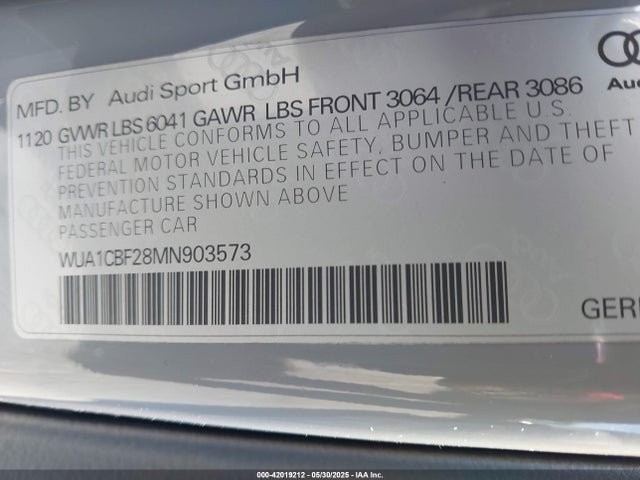 MFD. BY Audi Sport GmbH
11 20 GVWR LBS 6041 GAWR LBS FRONT 3064 /REAR 3086
THIS VEHICLE CONFORMS TO ALL APPLICABLE U.S.
FEDERAL MOTOR VEHICLE SAFETY, BUMPER AND THEFT
PREVENTION STANDARDS IN EFFECT ON THE DATE OF
MANUFACTURE SHOWN ABOVE
PASSENGER CAR
WUA1CBF28MN903573
000-42019212 - 05/30/2025 - IAA Inc.